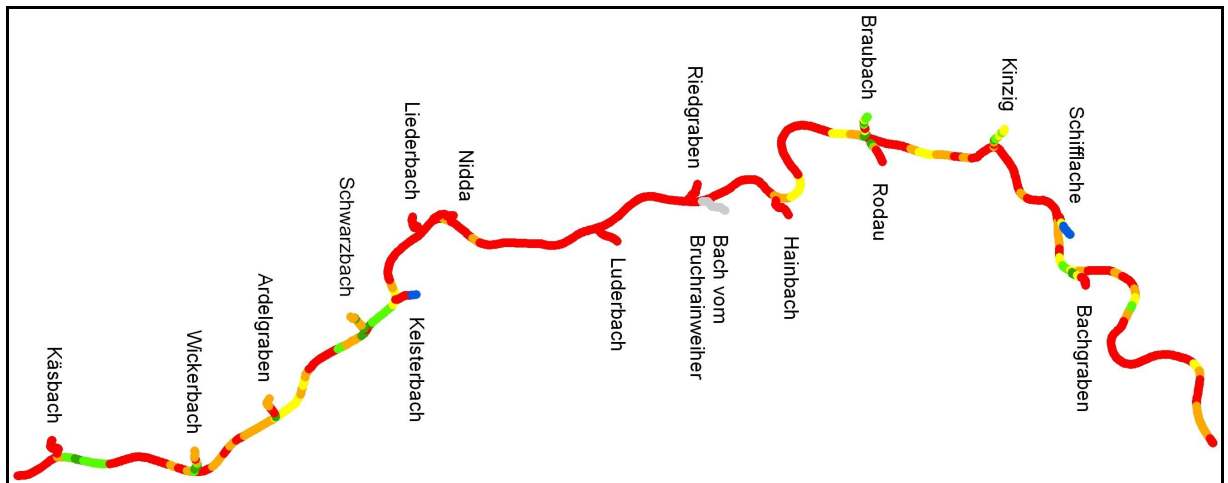 Käsbach
Wickerbach
Ardelgraben
Schwarzbach
Kelsterbach
Liederbach
Nidda
Luderbach
Riedgraben
Bach vom
Bruchrainweiher
Hainbach
Braubach
Rodau
Kinzig
Schifflache
Bachgraben